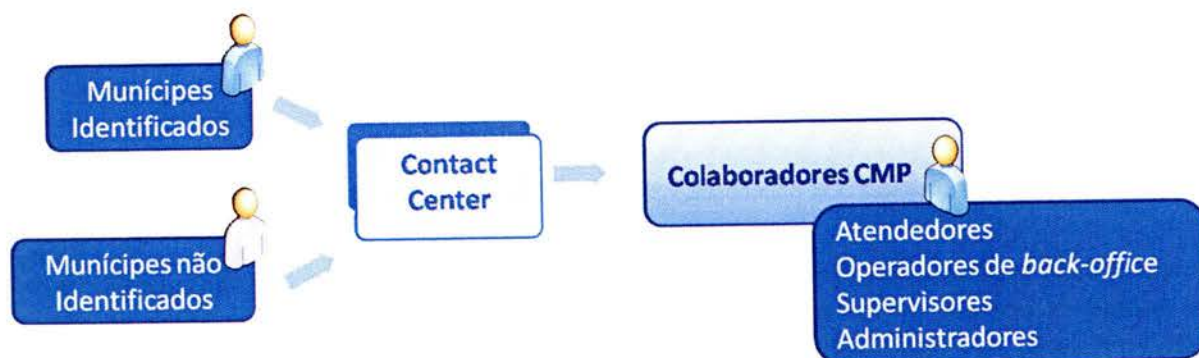 Munícipes
Identificados
Munícipes não
Identificados
Contact
Center
Colaboradores CMP
Atendedores
Operadores de back-office
Supervisores
Administradores